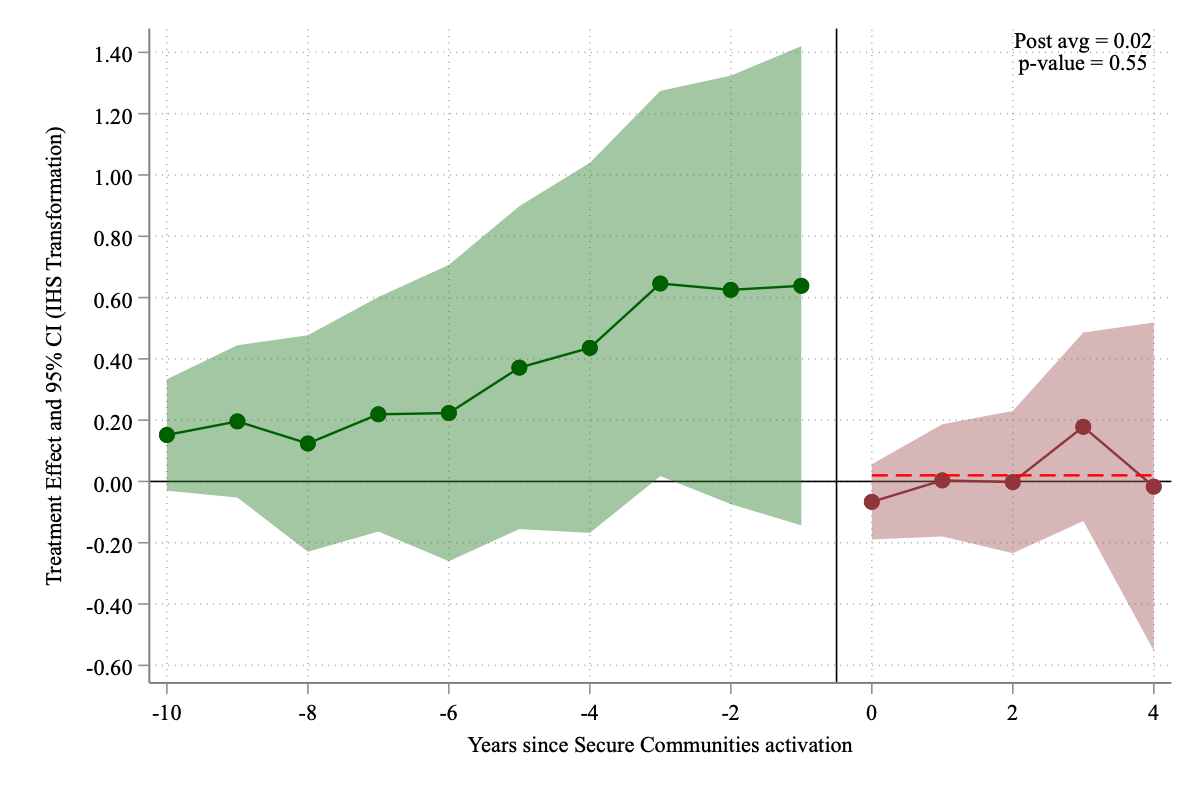 Post avg = 0.02
p-value = 0.55
Treatment Effect and 95% CI (IHS Transformation)
1.40
1.20
1.00
0.80
0.60
0.40
0.20
0.00
-0.20
-0.40
-0.60
-10 -8 -6 -4 -2 0 2 4
Years since Secure Communities activation